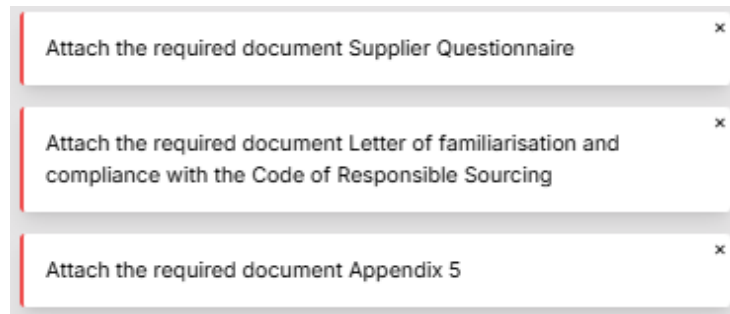 Attach the required document Supplier Questionnaire
Attach the required document Letter of familiarisation and
compliance with the Code of Responsible Sourcing
Attach the required document Appendix 5